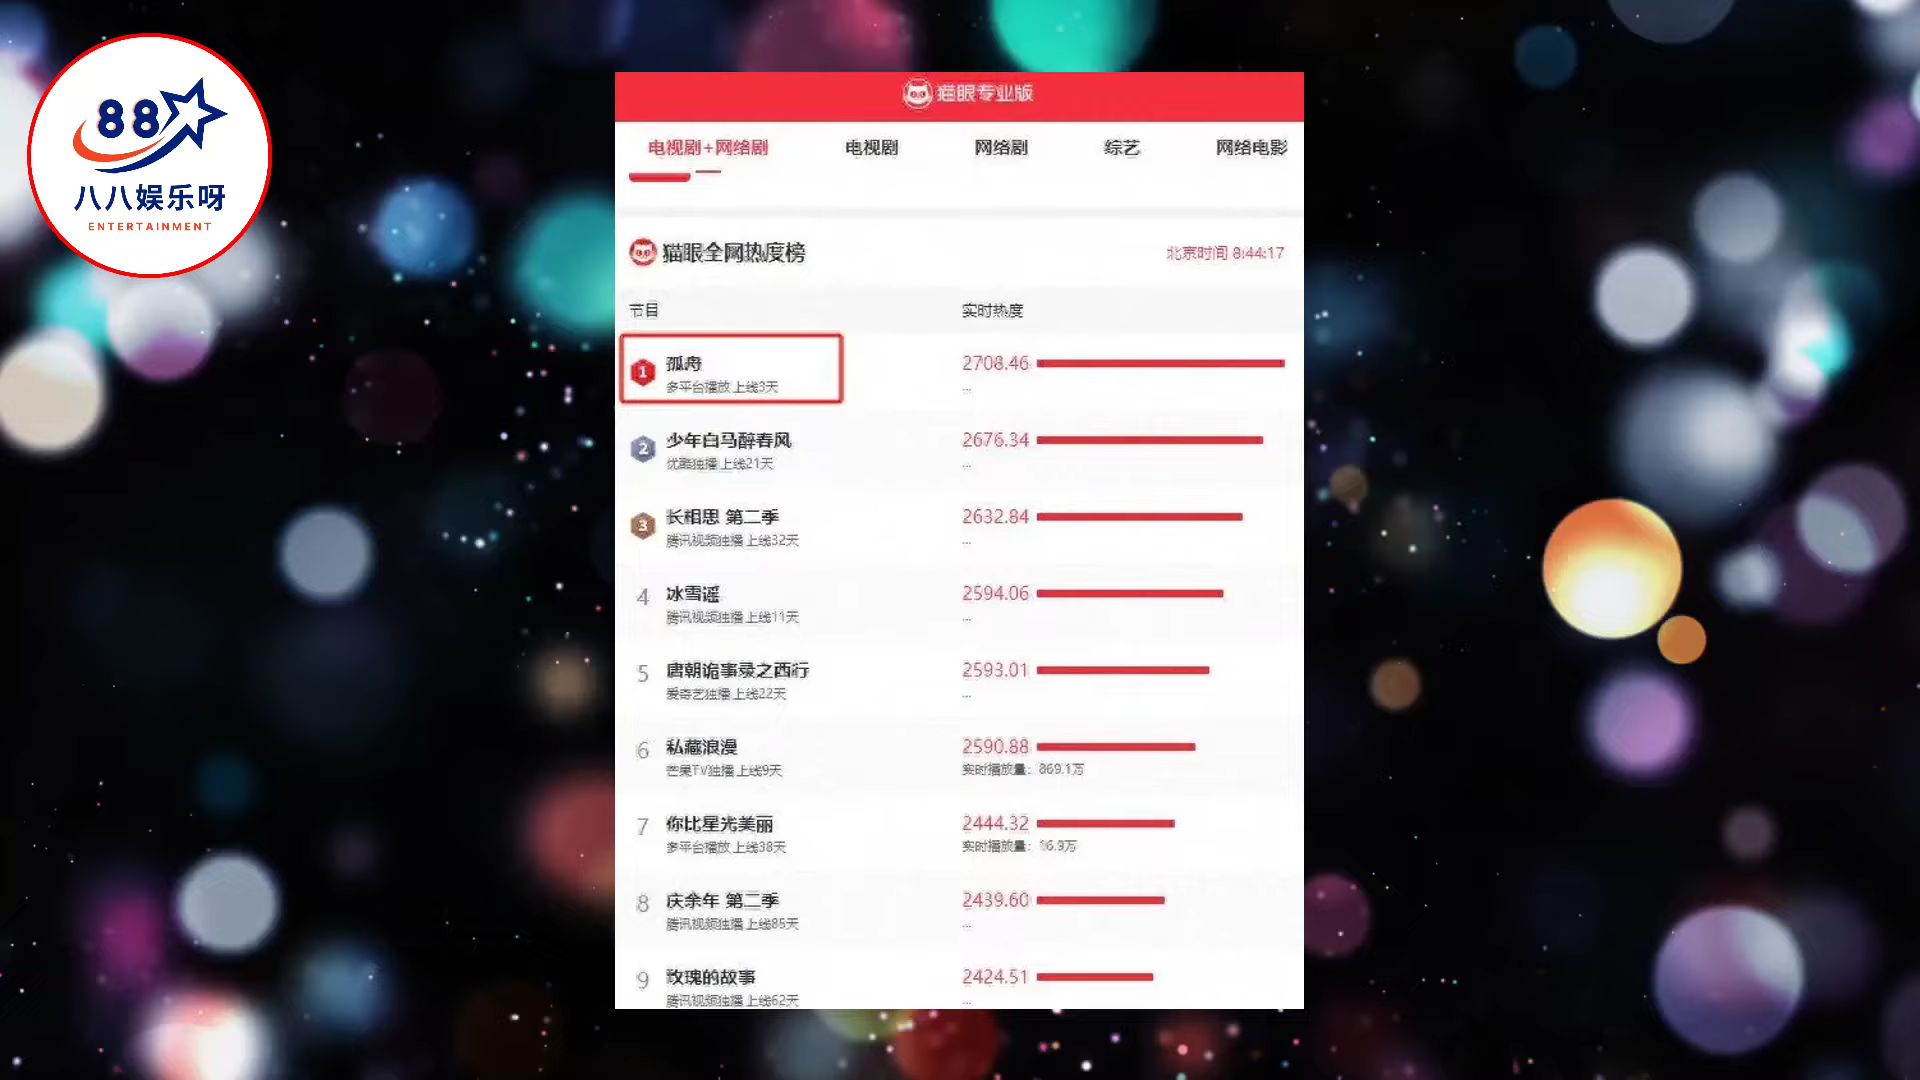 88
八八娱乐呀
ENTERTAINMENT
猫眼专业版
电视剧+网络剧 电视剧 网络剧 综艺 网络电影
猫眼全网热度榜 北京时间 8:44:17
节目 实时热度
1 孤舟 2708.46
多平台播放 上线3天 ...
2 少年白马醉春风 2676.34
优酷独播 上线21天 ...
3 长相思 第二季 2632.84
腾讯视频独播 上线32天 ...
4 冰雪谣 2594.06
腾讯视频独播 上线11天 ...
5 唐朝诡事录之西行 2593.01
爱奇艺独播 上线22天 ...
6 私藏浪漫 2590.88
芒果TV独播 上线9天 实时播放量：869.1万
7 你比星光美丽 2444.32
多平台播放 上线38天 实时播放量：16.9万
8 庆余年 第二季 2439.60
腾讯视频独播 上线85天 ...
9 玫瑰的故事 2424.51
腾讯视频独播 上线62天 ...